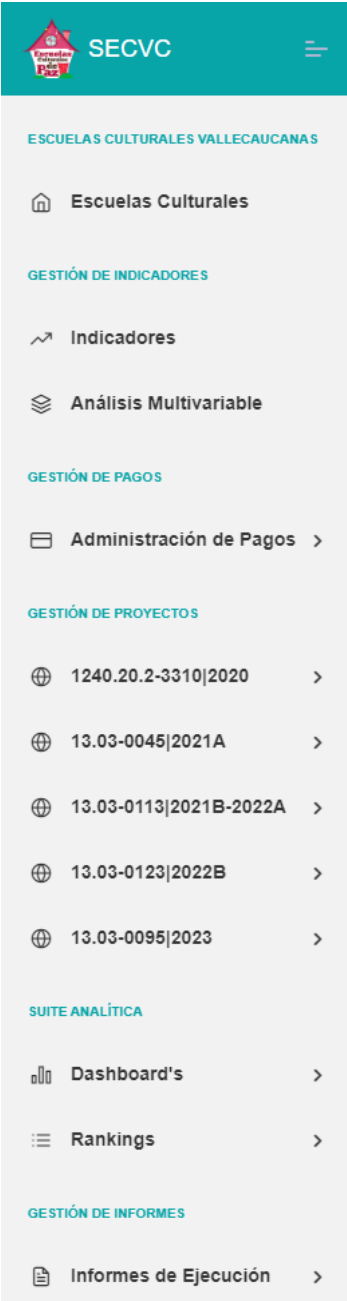 Escuelas
Culturales
de
Paz
SECVC
ESCUELAS CULTURALES VALLECAUCANAS
Escuelas Culturales
GESTIÓN DE INDICADORES
Indicadores
Análisis Multivariable
GESTIÓN DE PAGOS
Administración de Pagos
GESTIÓN DE PROYECTOS
1240.20.2-3310|2020
13.03-0045|2021A
13.03-0113|2021B-2022A
13.03-0123|2022B
13.03-0095|2023
SUITE ANALÍTICA
Dashboard's
Rankings
GESTIÓN DE INFORMES
Informes de Ejecución